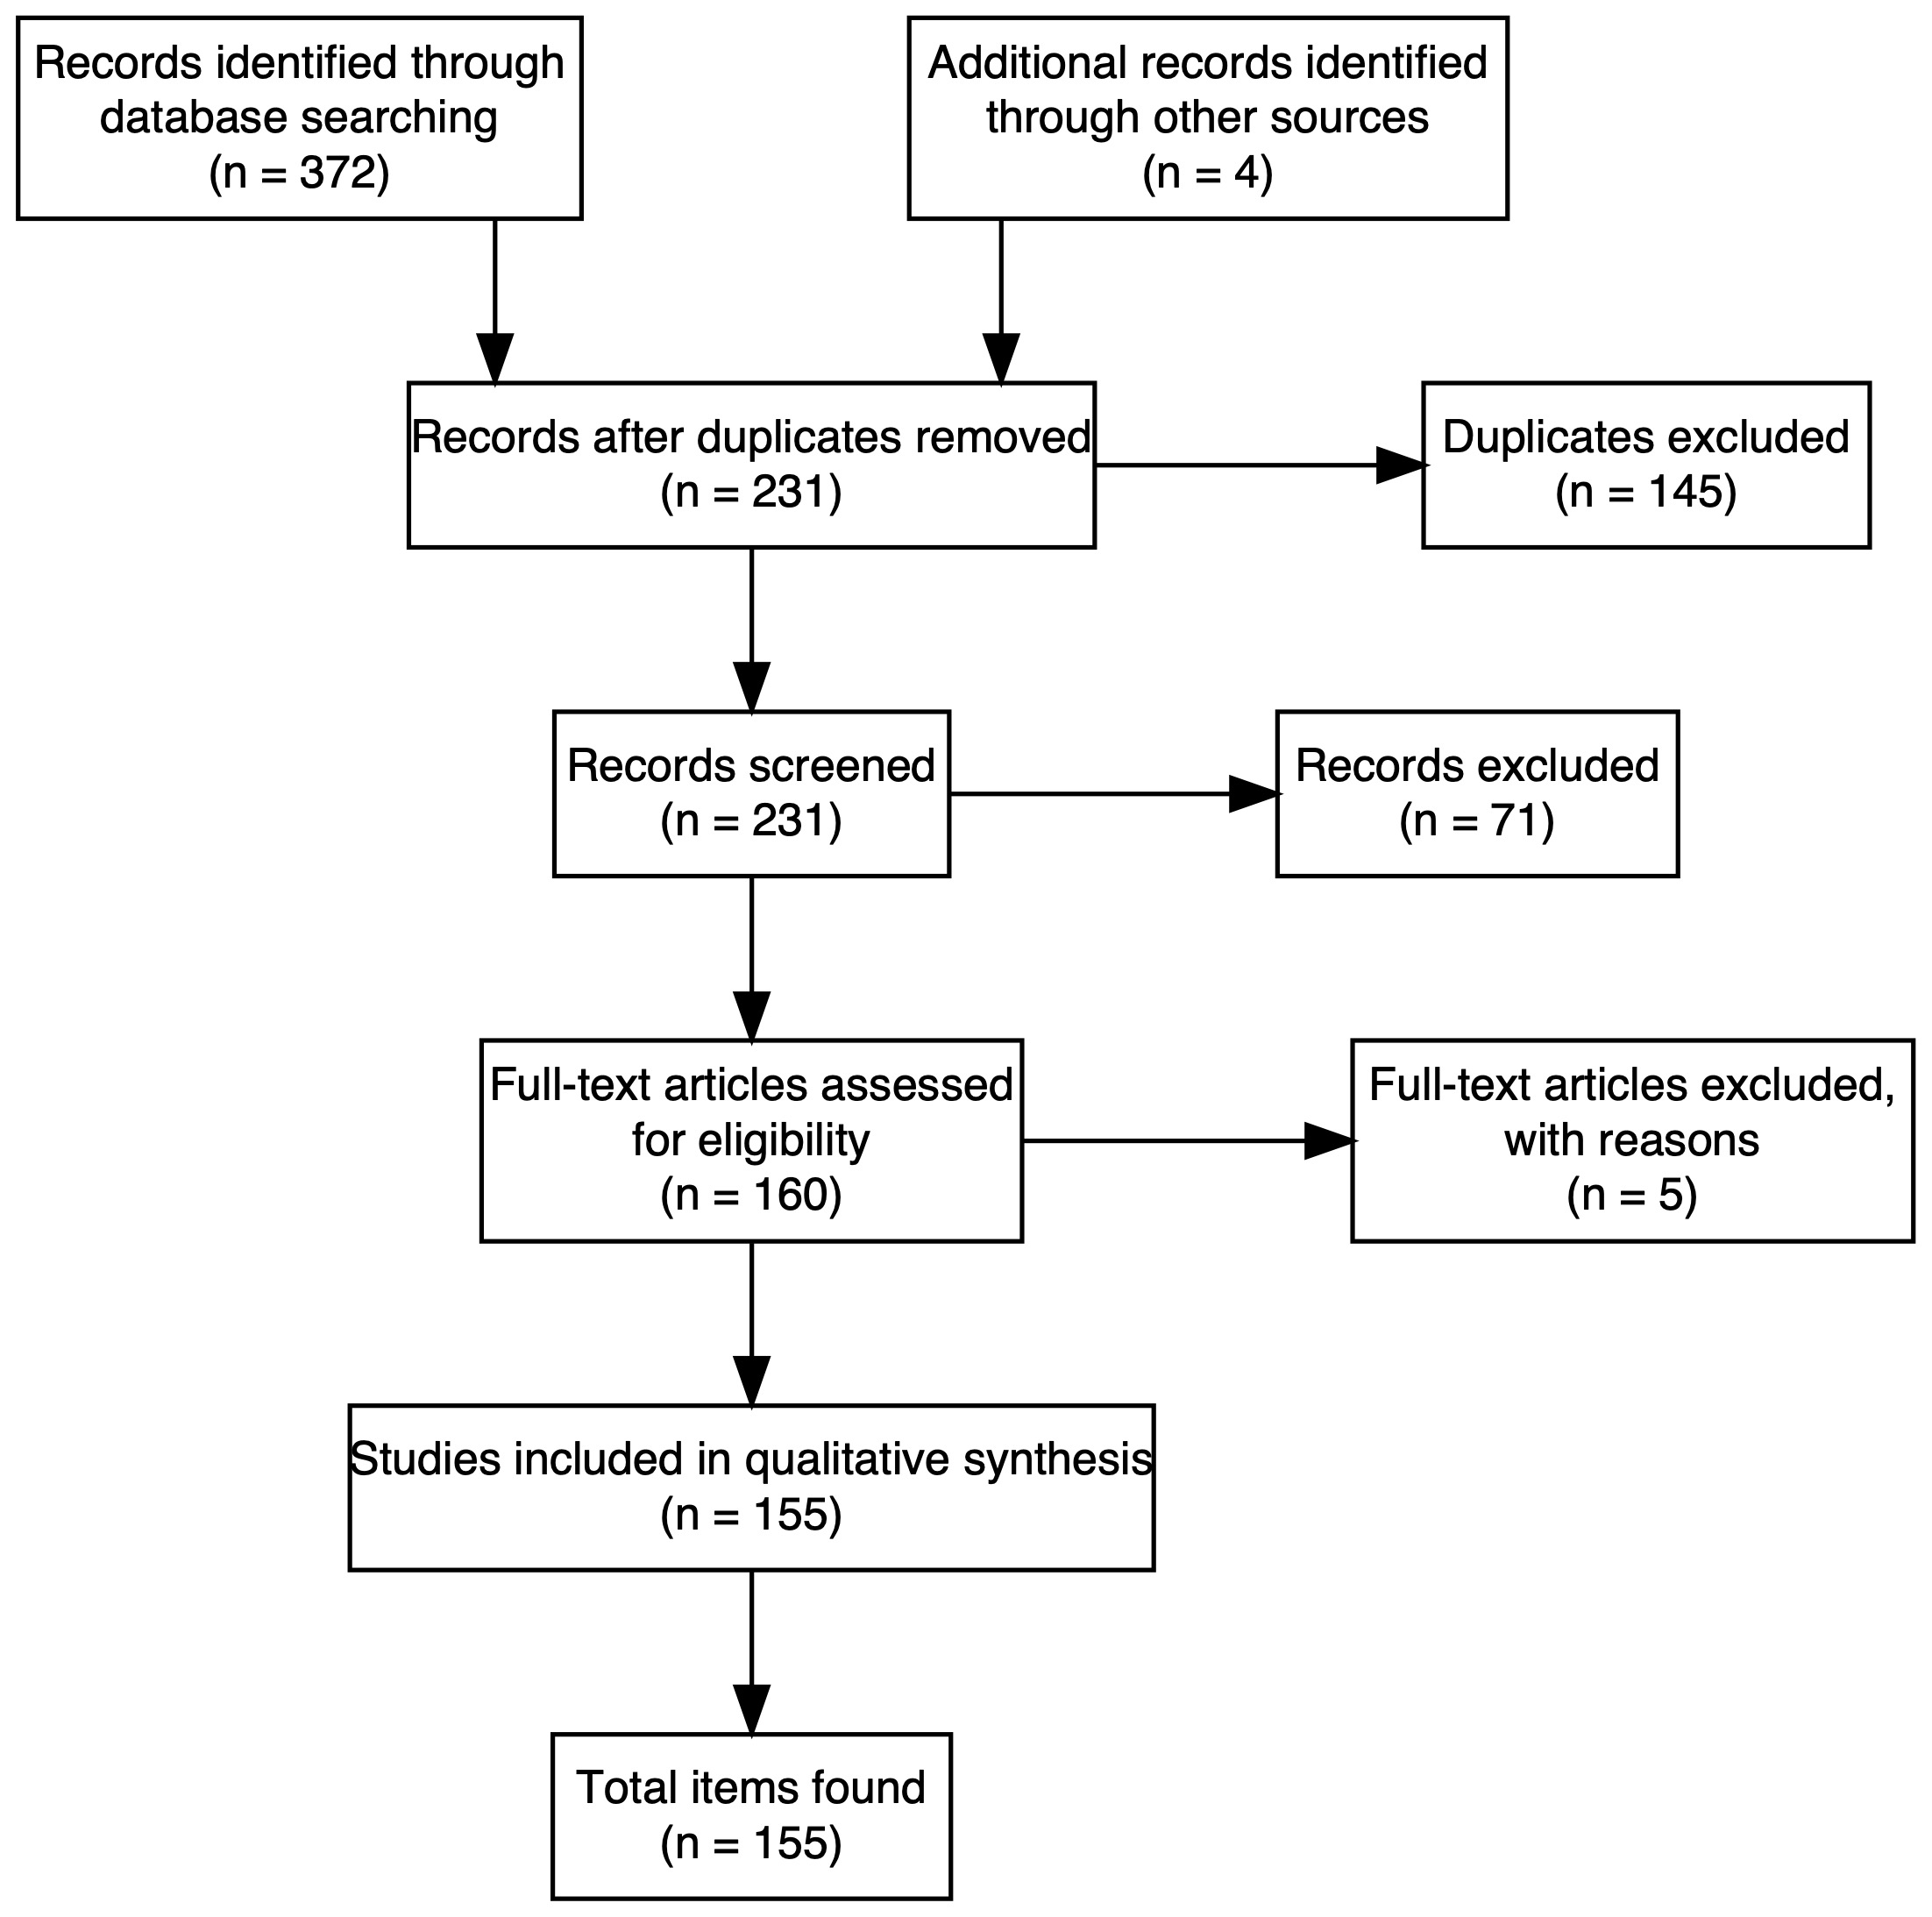 Records identified through
database searching
(n = 372)
Additional records identified
through other sources
(n = 4)
Records after duplicates removed
(n = 231)
Duplicates excluded
(n = 145)
Records screened
(n = 231)
Records excluded
(n = 71)
Full-text articles assessed
for eligibility
(n = 160)
Full-text articles excluded,
with reasons
(n = 5)
Studies included in qualitative synthesis
(n = 155)
Total items found
(n = 155)